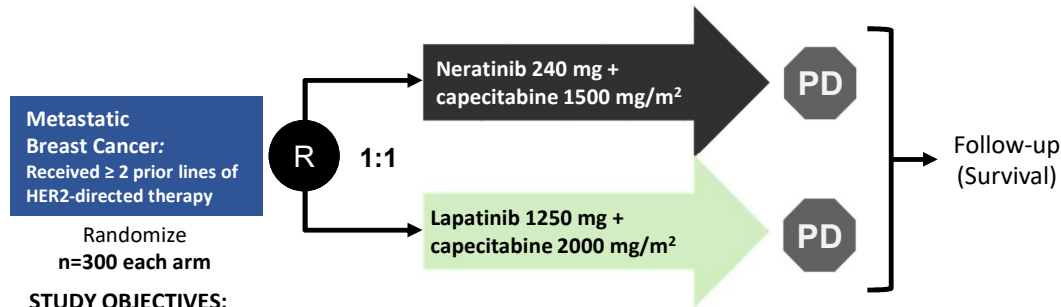 Metastatic
Breast Cancer:
Received ≥ 2 prior lines of
HER2-directed therapy
Randomize
n=300 each arm
STUDY OBJECTIVES:
R
1:1
Neratinib 240 mg +
capecitabine 1500 mg/m²
PD
Lapatinib 1250 mg +
capecitabine 2000 mg/m²
PD
Follow-up
(Survival)